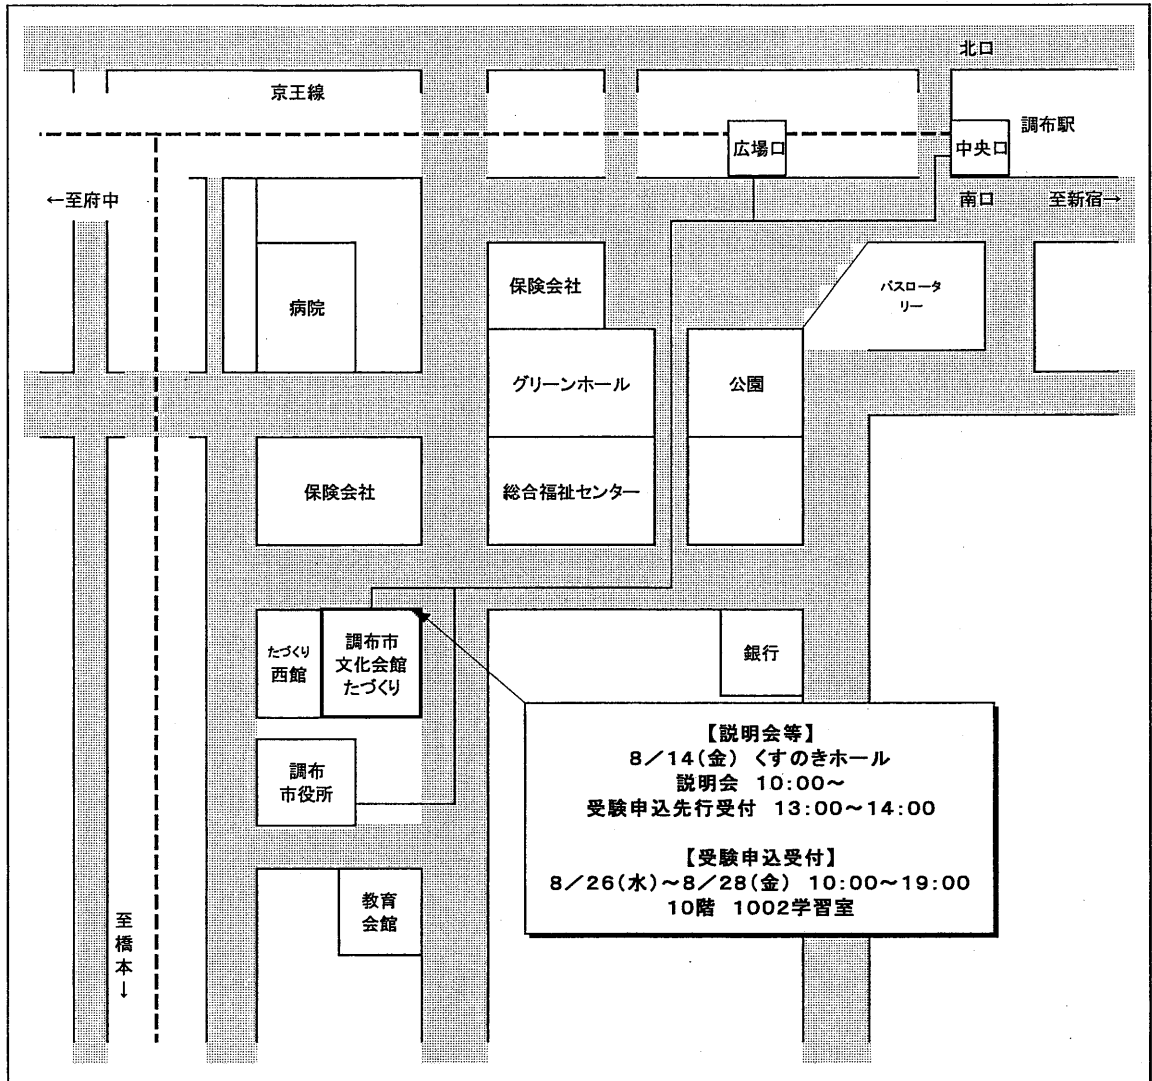 北口
京王線
調布駅
広場口
中央口
←至府中
南口
至新宿→
保険会社
バスロータ
リー
病院
グリーンホール
公園
保険会社
総合福祉センター
たづくり
西館
調布市
文化会館
たづくり
銀行
【説明会等】
8/14(金) くすのきホール
説明会 10:00~
受験申込先行受付 13:00~14:00
【受験申込受付】
8/26(水)~8/28(金) 10:00~19:00
10階 1002学習室
調布
市役所
教育
会館
至
橋
本
↓